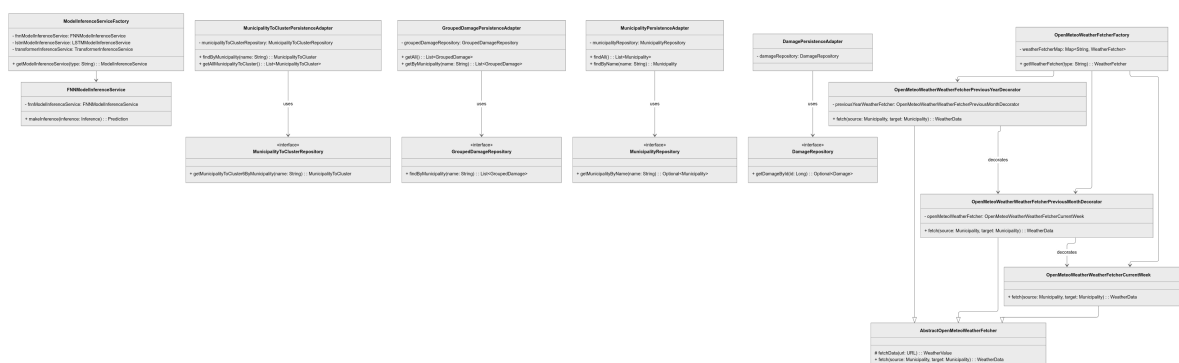 ModelInferenceServiceFactory
- fnnModelInferenceService: FNNModelInferenceService
- lstmModelInferenceService: LSTMModelInferenceService
- transformerInferenceService: TransformerInferenceService
+ getModelInferenceService(type: String) : : ModelInferenceService
FNNModelInferenceService
- fnnModelInferenceService: FNNModelInferenceService
+ makeInference(inference: Inference) : : Prediction
MunicipalityToClusterPersistenceAdapter
- municipalityToClusterRepository: MunicipalityToClusterRepository
+ findByMunicipality(name: String) : : MunicipalityToCluster
+ getAllMunicipalityToCluster() : : List<MunicipalityToCluster>
uses
«interface»
MunicipalityToClusterRepository
+ getMunicipalityToClusterByMunicipality(name: String) : : MunicipalityToCluster
GroupedDamagePersistenceAdapter
- groupedDamageRepository: GroupedDamageRepository
+ getAll() : : List<GroupedDamage>
+ getByMunicipality(name: String) : : List<GroupedDamage>
uses
«interface»
GroupedDamageRepository
+ findByMunicipality(name: String) : : List<GroupedDamage>
MunicipalityPersistenceAdapter
- municipalityRepository: MunicipalityRepository
+ findAll() : : List<Municipality>
+ findByName(name: String) : : Municipality
uses
«interface»
MunicipalityRepository
+ getMunicipalityByName(name: String) : : Optional<Municipality>
DamagePersistenceAdapter
- damageRepository: DamageRepository
uses
«interface»
DamageRepository
+ getDamageById(id: Long) : : Optional<Damage>
OpenMeteoWeatherFetcherFactory
- weatherFetcherMap: Map<String, WeatherFetcher>
+ getWeatherFetcher(type: String) : : WeatherFetcher
OpenMeteoWeatherWeatherFetcherPreviousYearDecorator
- previousYearWeatherFetcher: OpenMeteoWeatherWeatherFetcherPreviousMonthDecorator
+ fetch(source: Municipality, target: Municipality) : : WeatherData
decorates
OpenMeteoWeatherWeatherFetcherPreviousMonthDecorator
- openMeteoWeatherFetcher: OpenMeteoWeatherWeatherFetcherCurrentWeek
+ fetch(source: Municipality, target: Municipality) : : WeatherData
decorates
OpenMeteoWeatherWeatherFetcherCurrentWeek
+ fetch(source: Municipality, target: Municipality) : : WeatherData
AbstractOpenMeteoWeatherFetcher
# fetchData(url: URL) : : WeatherValue
+ fetch(source: Municipality, target: Municipality) : : WeatherData